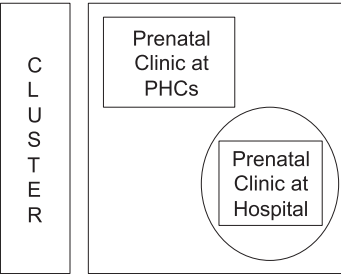 C
L
U
S
T
E
R
Prenatal
Clinic at
PHCs
Prenatal
Clinic at
Hospital